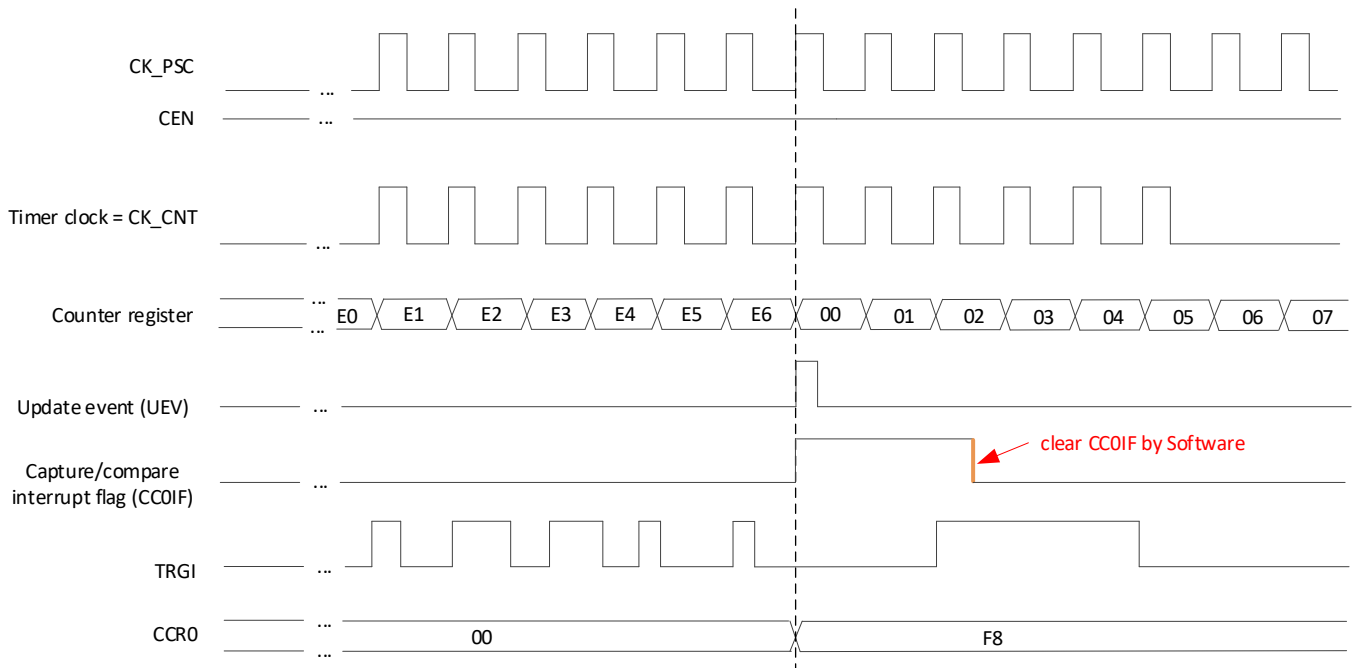 CK_PSC
...
CEN
...
Timer clock = CK_CNT
...
Counter register
...
...
E0 E1 E2 E3 E4 E5 E6 00 01 02 03 04 05 06 07
Update event (UEV)
...
clear CC0IF by Software
Capture/compare
interrupt flag (CC0IF)
...
TRGI
...
CCR0
...
...
00 F8